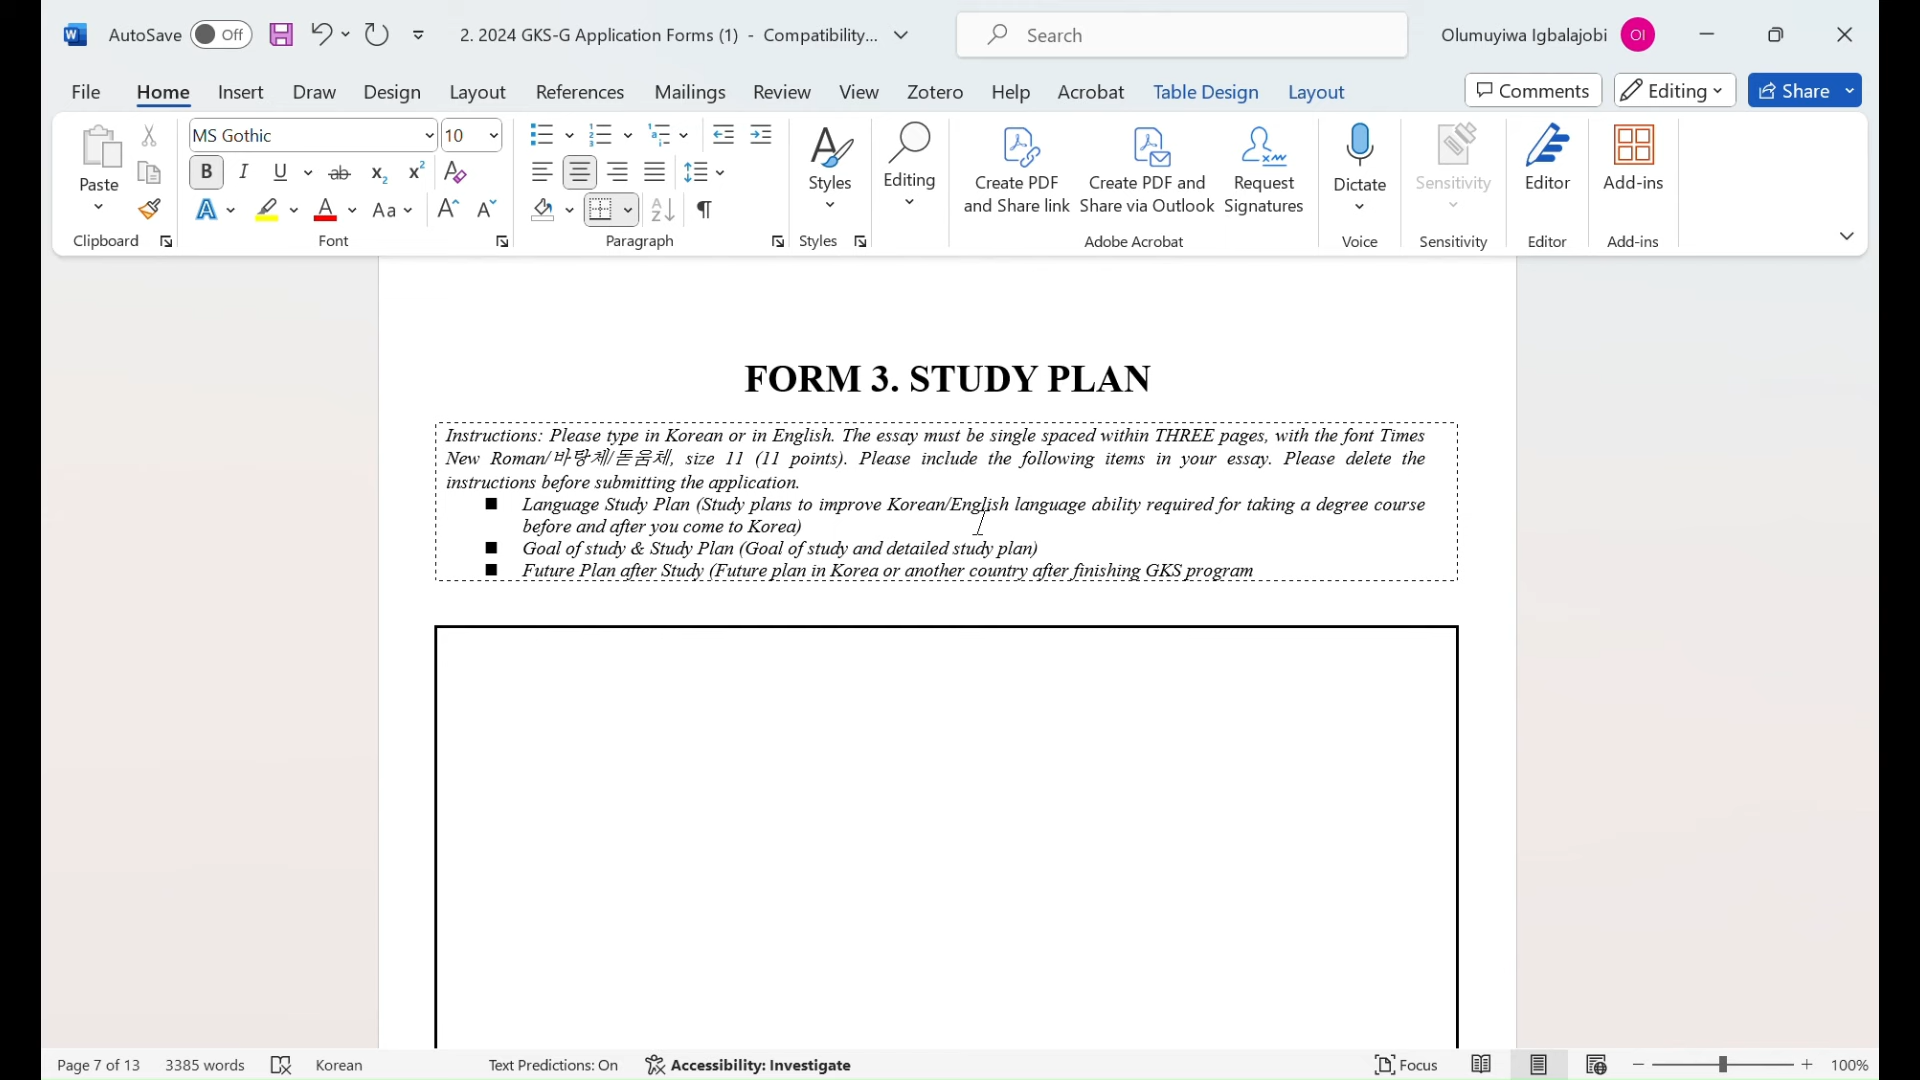 AutoSave Off 2. 2024 GKS-G Application Forms (1) - Compatibility... Search Olumuyiwa Igbalajobi OI
File Home Insert Draw Design Layout References Mailings Review View Zotero Help Acrobat Table Design Layout Comments Editing Share
MS Gothic 10
Paste
Styles
Editing
Create PDF and Share link
Create PDF and Share via Outlook
Request Signatures
Dictate
Sensitivity
Editor
Add-ins
Clipboard Font Paragraph Styles Adobe Acrobat Voice Sensitivity Editor Add-ins
FORM 3. STUDY PLAN
Instructions: Please type in Korean or in English. The essay must be single spaced within THREE pages, with the font Times
New Roman/바탕체/돋움체, size 11 (11 points). Please include the following items in your essay. Please delete the
instructions before submitting the application.
■ Language Study Plan (Study plans to improve Korean/English language ability required for taking a degree course
before and after you come to Korea)
■ Goal of study & Study Plan (Goal of study and detailed study plan)
■ Future Plan after Study (Future plan in Korea or another country after finishing GKS program
Page 7 of 13 3385 words Korean Text Predictions: On Accessibility: Investigate Focus 100%